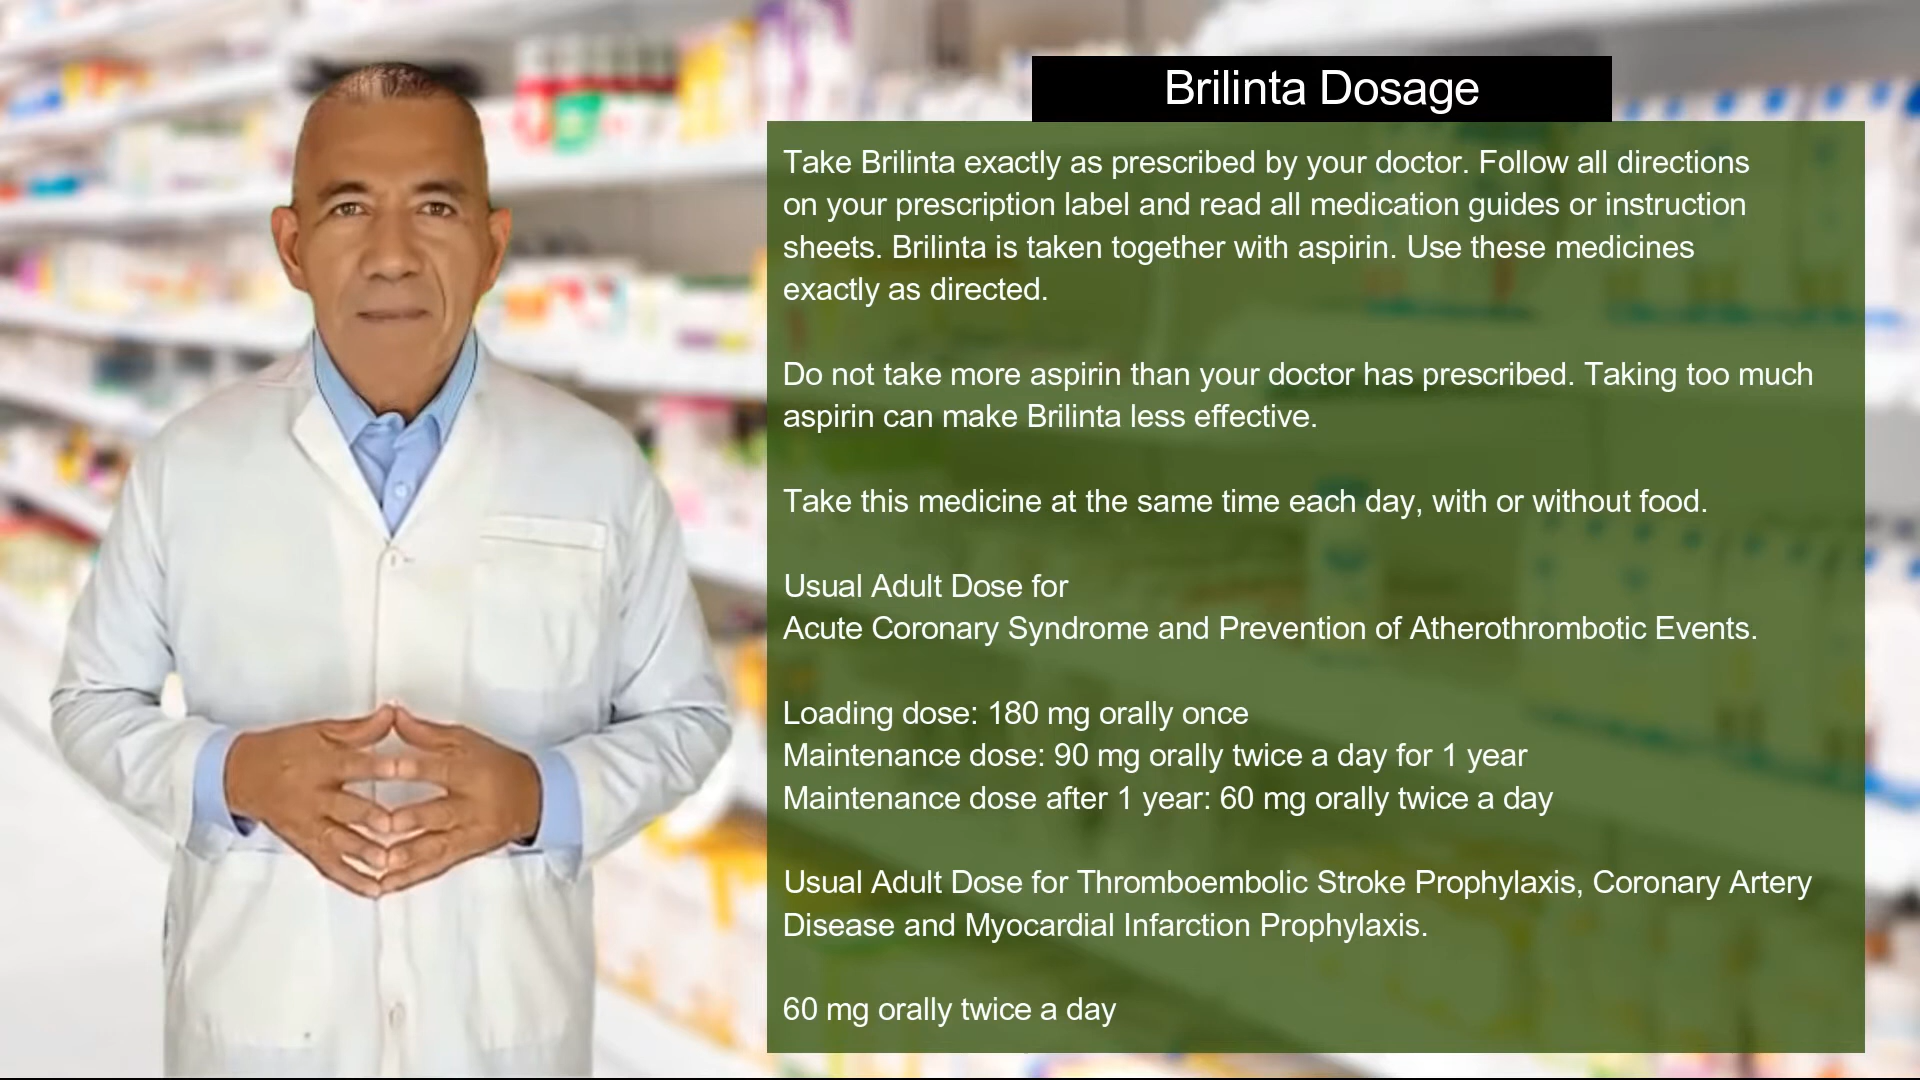 Brilinta Dosage
Take Brilinta exactly as prescribed by your doctor. Follow all directions
on your prescription label and read all medication guides or instruction
sheets. Brilinta is taken together with aspirin. Use these medicines
exactly as directed.
Do not take more aspirin than your doctor has prescribed. Taking too much
aspirin can make Brilinta less effective.
Take this medicine at the same time each day, with or without food.
Usual Adult Dose for
Acute Coronary Syndrome and Prevention of Atherothrombotic Events.
Loading dose: 180 mg orally once
Maintenance dose: 90 mg orally twice a day for 1 year
Maintenance dose after 1 year: 60 mg orally twice a day
Usual Adult Dose for Thromboembolic Stroke Prophylaxis, Coronary Artery
Disease and Myocardial Infarction Prophylaxis.
60 mg orally twice a day